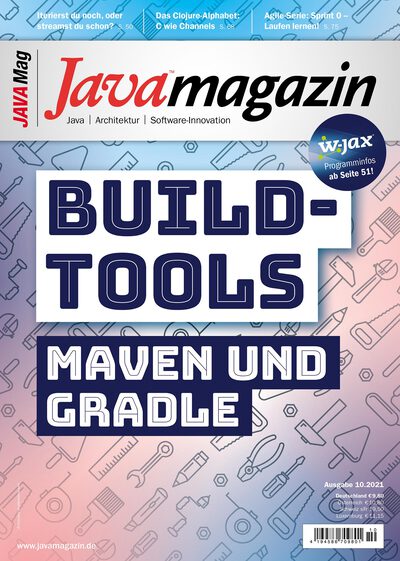 Iterierst du noch, oder
streamst du schon? S. 50
Das Clojure-Alphabet:
C wie Channels S. 68
Agile-Serie: Sprint 0 –
Laufen lernen! S. 75
JAVA Mag
Javamagazin
Java | Architektur | Software-Innovation
w-jax
Programminfos
ab Seite 51!
BUILD-
TOOLS
MAVEN UND
GRADLE
Ausgabe 10.2021
Deutschland € 9,80
www.javamagazin.de